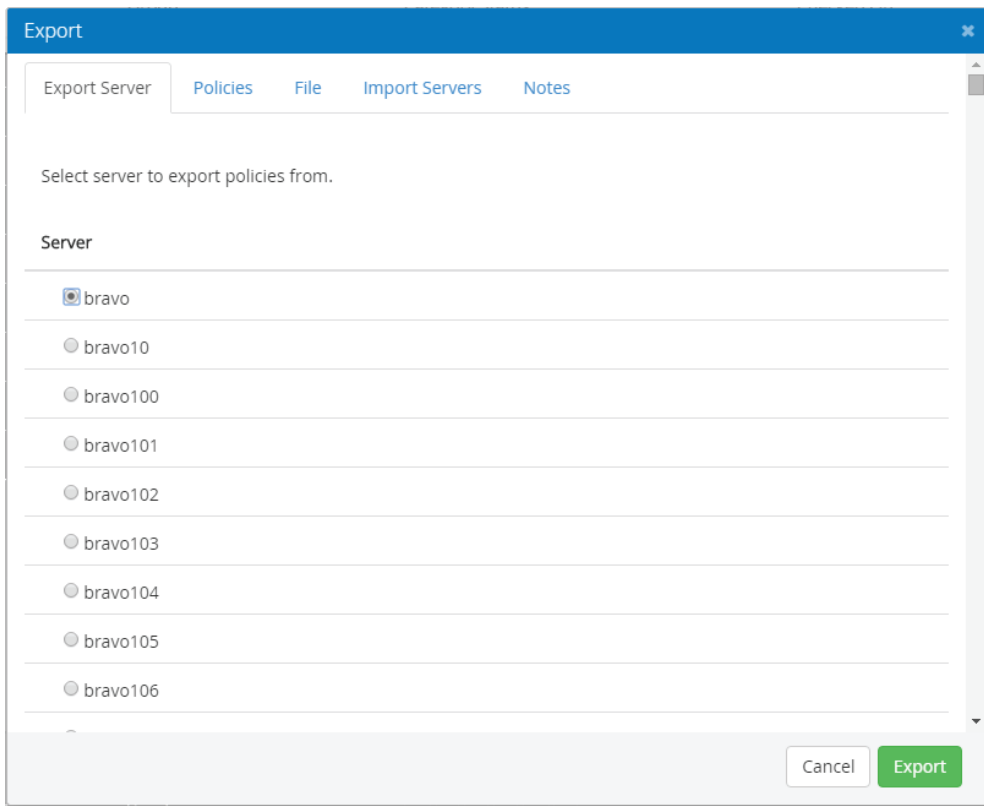 Export
Export Server Policies File Import Servers Notes
Select server to export policies from.
Server
bravo
bravo10
bravo100
bravo101
bravo102
bravo103
bravo104
bravo105
bravo106
Cancel Export